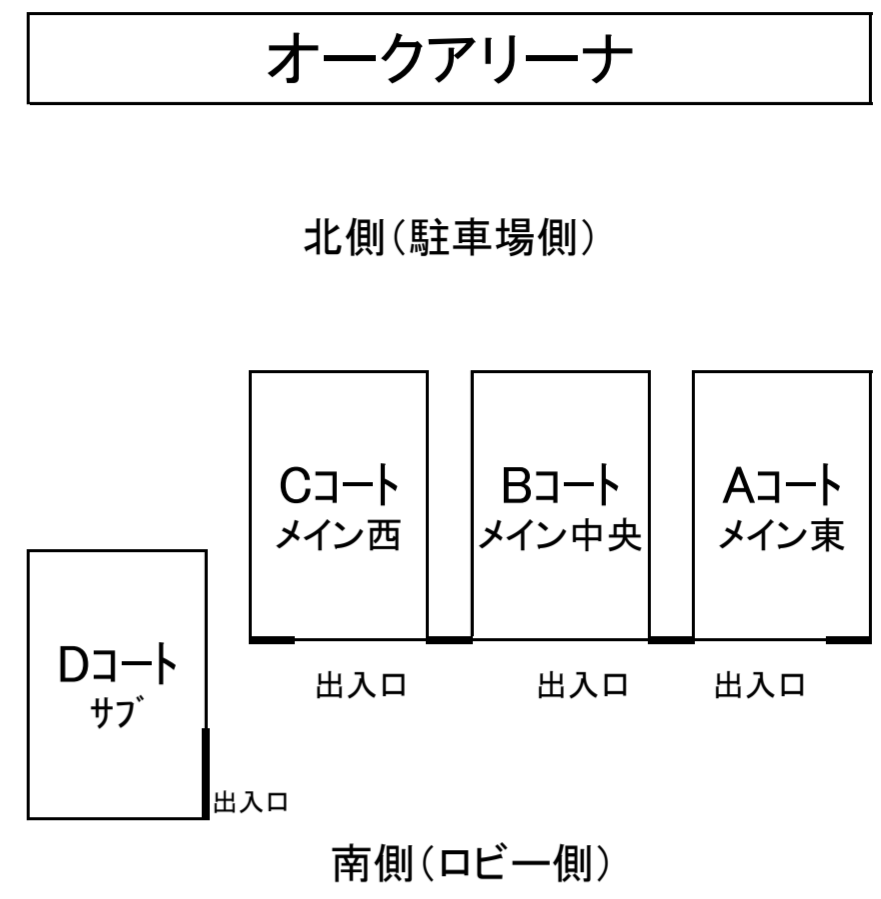 オークアリーナ
北側（駐車場側）
Cコート
メイン西
Bコート
メイン中央
Aコート
メイン東
Dコート
サブ
出入口
出入口
出入口
出入口
南側（ロビー側）